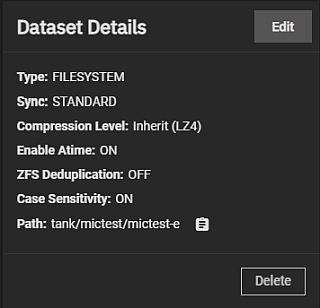 Dataset Details
Edit
Type: FILESYSTEM
Sync: STANDARD
Compression Level: Inherit (LZ4)
Enable Atime: ON
ZFS Deduplication: OFF
Case Sensitivity: ON
Path: tank/mictest/mictest-e
Delete